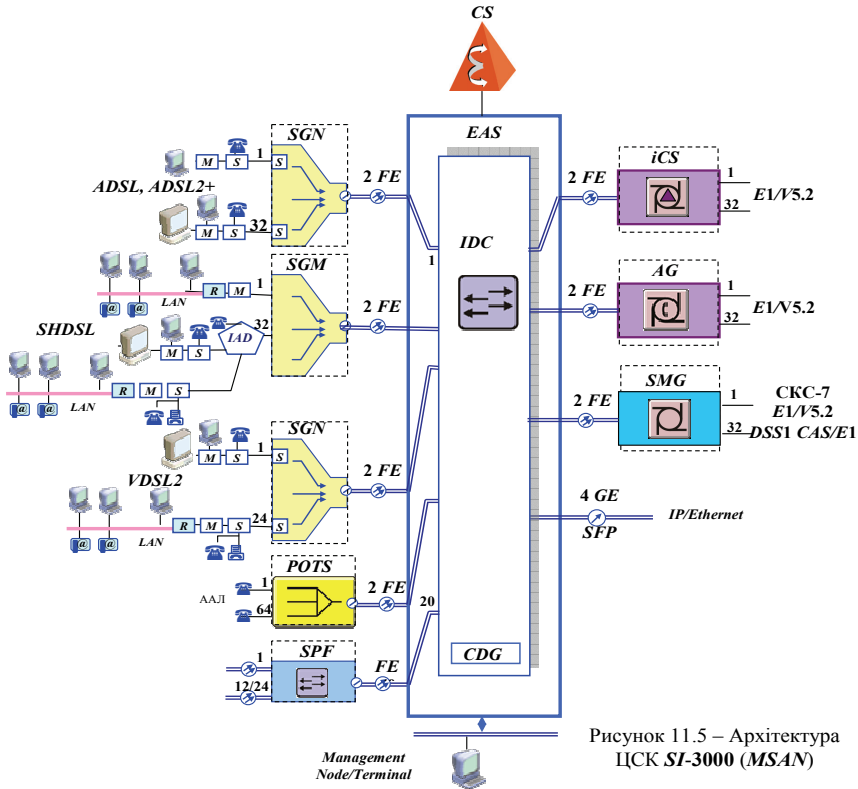 CS
EAS
IDC
1
20
CDG
SGN
ADSL, ADSL2+
M
S
1
S
M
S
32
S
2 FE
SGM
LAN
R
M
1
SHDSL
M
S
IAD
32
@
@
LAN
R
M
S
@
@
2 FE
SGN
M
S
1
S
VDSL2
LAN
R
M
S
24
S
@
@
2 FE
POTS
ААЛ
1
64
2 FE
SPF
1
12/24
FE
iCS
2 FE
1
32
E1/V5.2
AG
2 FE
C
1
32
E1/V5.2
SMG
2 FE
1
32
СКС-7
E1/V5.2
DSS1 CAS/E1
4 GE
SFP
IP/Ethernet
Management
Node/Terminal
Рисунок 11.5 – Архітектура
ЦСК SI-3000 (MSAN)